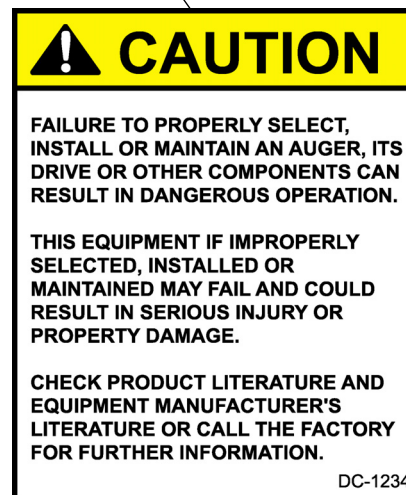 CAUTION
FAILURE TO PROPERLY SELECT,
INSTALL OR MAINTAIN AN AUGER, ITS
DRIVE OR OTHER COMPONENTS CAN
RESULT IN DANGEROUS OPERATION.
THIS EQUIPMENT IF IMPROPERLY
SELECTED, INSTALLED OR
MAINTAINED MAY FAIL AND COULD
RESULT IN SERIOUS INJURY OR
PROPERTY DAMAGE.
CHECK PRODUCT LITERATURE AND
EQUIPMENT MANUFACTURER'S
LITERATURE OR CALL THE FACTORY
FOR FURTHER INFORMATION.
DC-1234